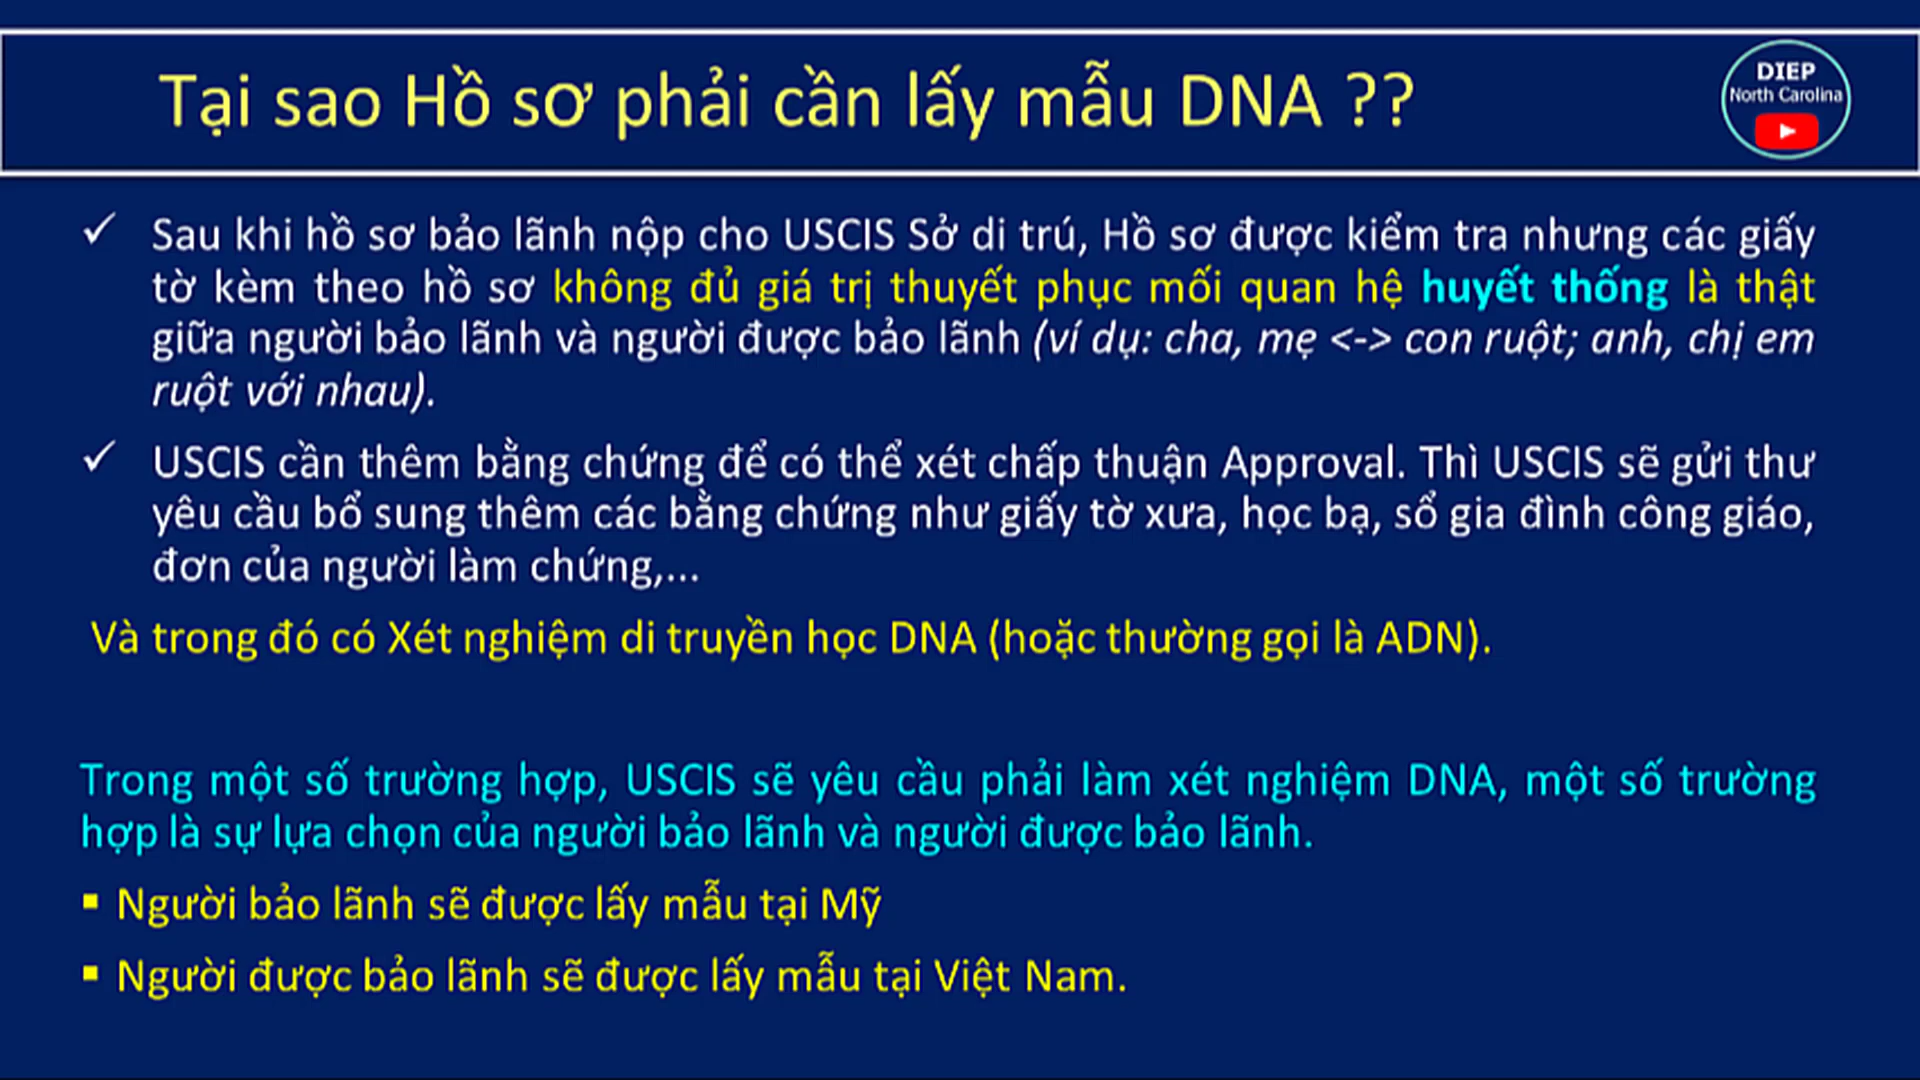 Tại sao Hồ sơ phải cần lấy mẫu DNA ??
DIEP
North Carolina
✓ Sau khi hồ sơ bảo lãnh nộp cho USCIS Sở di trú, Hồ sơ được kiểm tra nhưng các giấy
tờ kèm theo hồ sơ không đủ giá trị thuyết phục mối quan hệ huyết thống là thật
giữa người bảo lãnh và người được bảo lãnh (ví dụ: cha, mẹ <-> con ruột; anh, chị em
ruột với nhau).
✓ USCIS cần thêm bằng chứng để có thể xét chấp thuận Approval. Thì USCIS sẽ gửi thư
yêu cầu bổ sung thêm các bằng chứng như giấy tờ xưa, học bạ, sổ gia đình công giáo,
đơn của người làm chứng,...
Và trong đó có Xét nghiệm di truyền học DNA (hoặc thường gọi là ADN).
Trong một số trường hợp, USCIS sẽ yêu cầu phải làm xét nghiệm DNA, một số trường
hợp là sự lựa chọn của người bảo lãnh và người được bảo lãnh.
▪ Người bảo lãnh sẽ được lấy mẫu tại Mỹ
▪ Người được bảo lãnh sẽ được lấy mẫu tại Việt Nam.